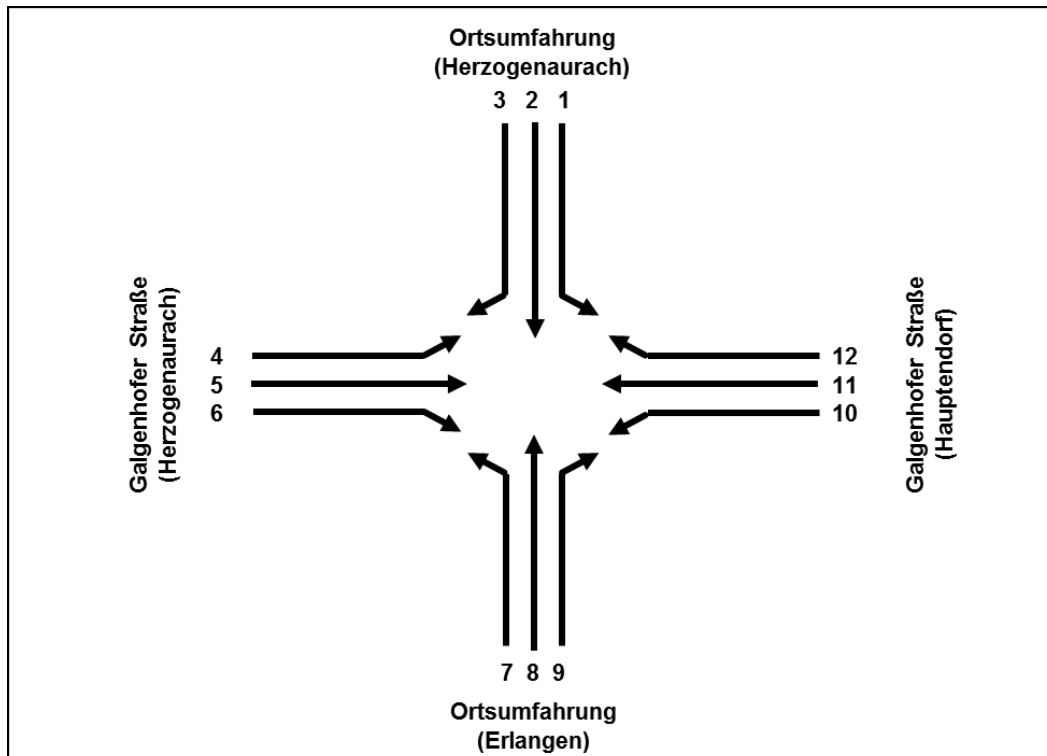 Ortsumfahrung
(Herzogenaurach)
3 2 1
Galgenhofer Straße
(Herzogenaurach)
4
5
6
12
11
10
Galgenhofer Straße
(Hauptendorf)
7 8 9
Ortsumfahrung
(Erlangen)